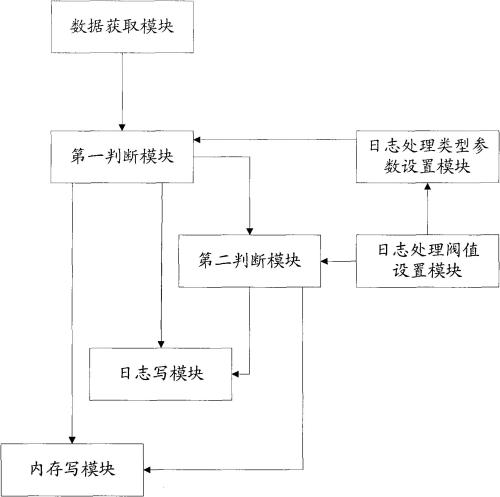 数据获取模块
第一判断模块
日志处理类型参
数设置模块
第二判断模块
日志处理阀值
设置模块
日志写模块
内存写模块